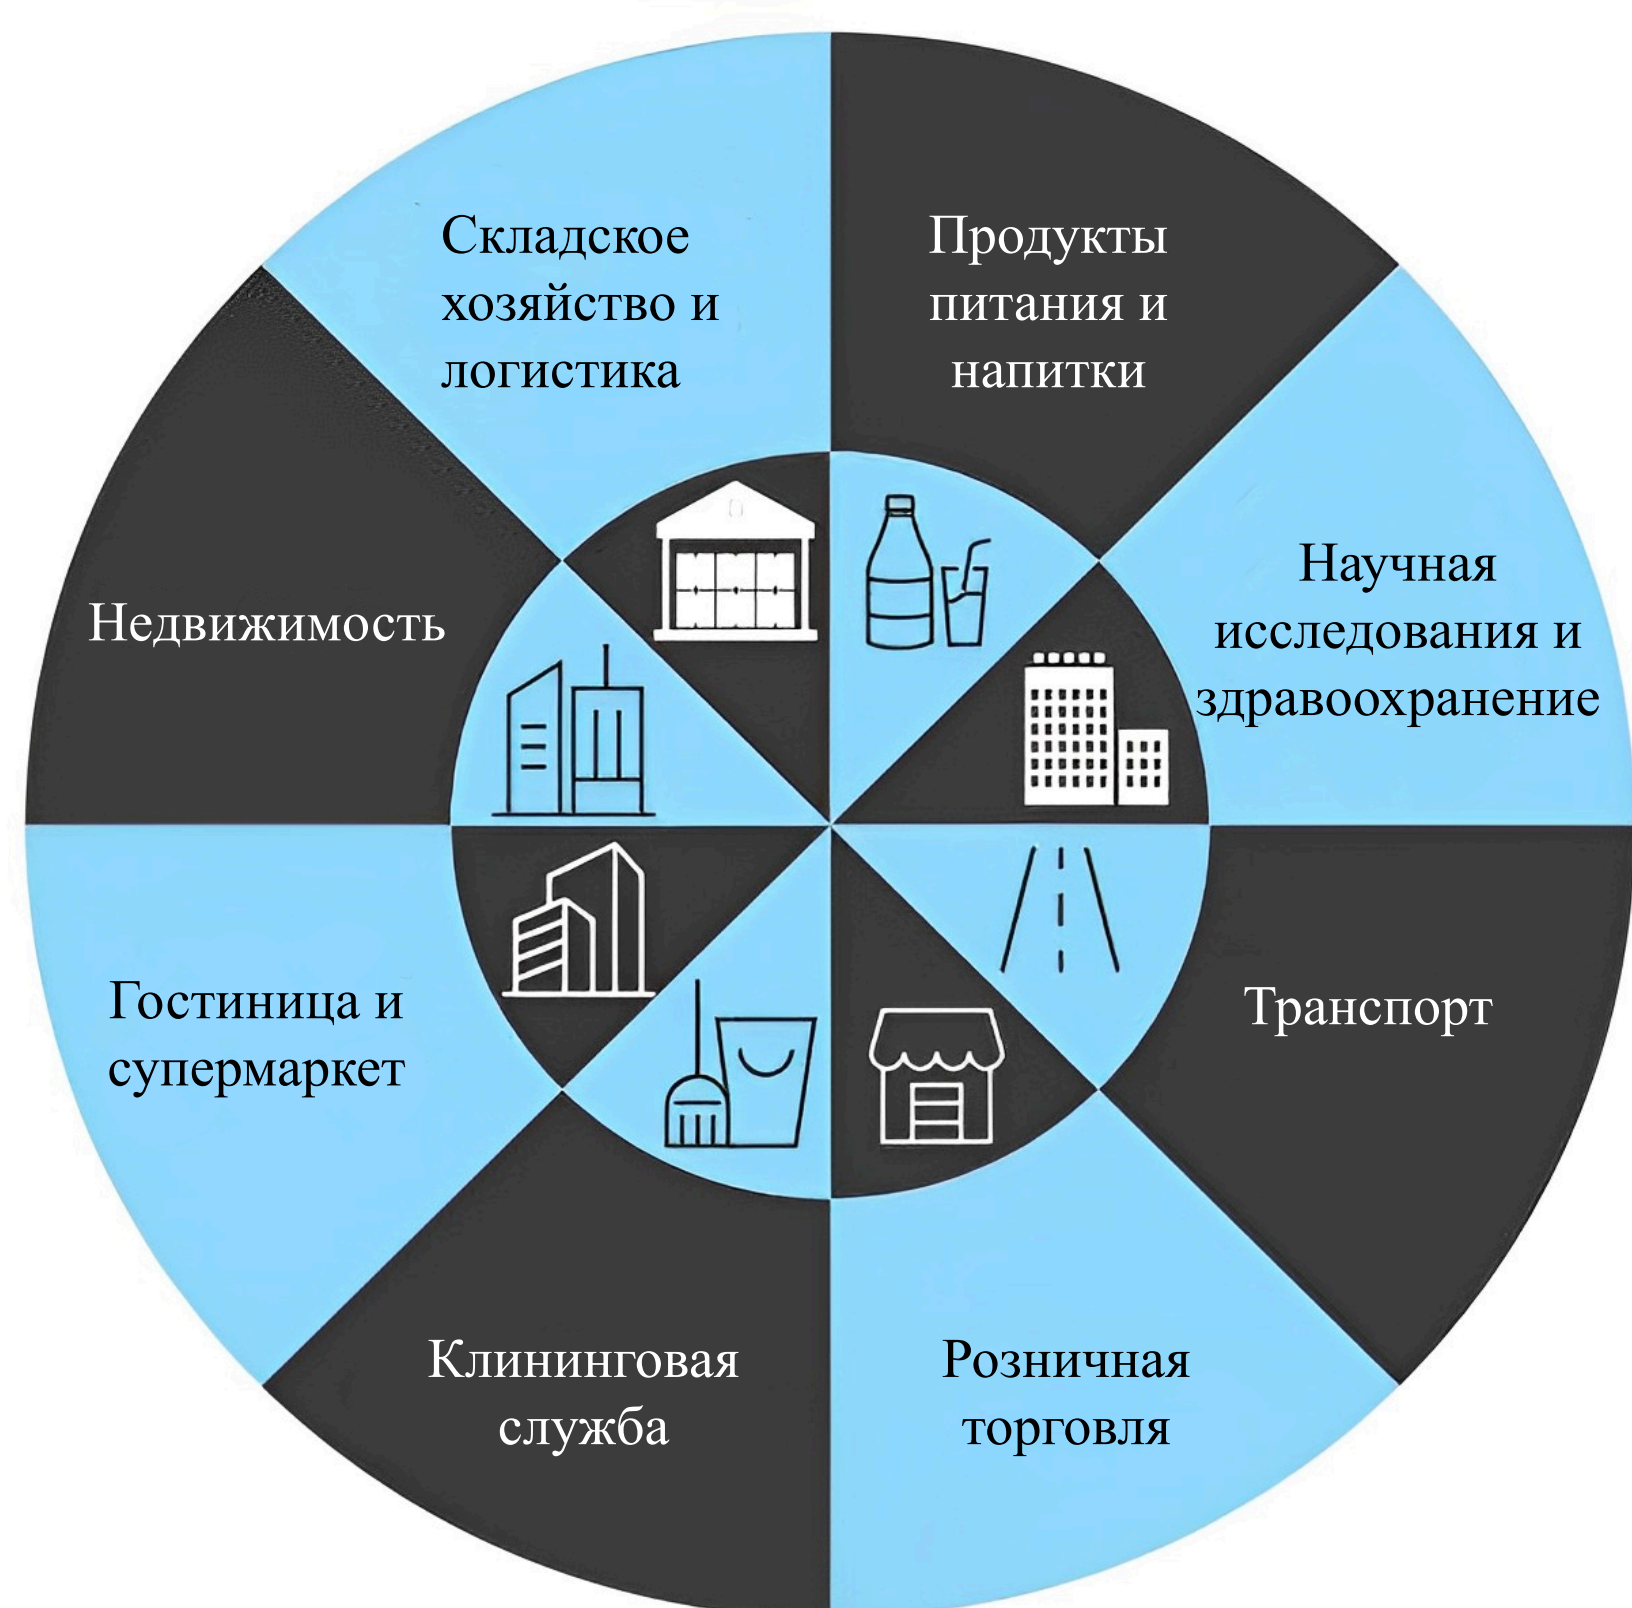 Складское
хозяйство и
логистика
Продукты
питания и
напитки
Научная
исследования и
здравоохранение
Недвижимость
Транспорт
Гостиница и
супермаркет
Клининговая
служба
Розничная
торговля